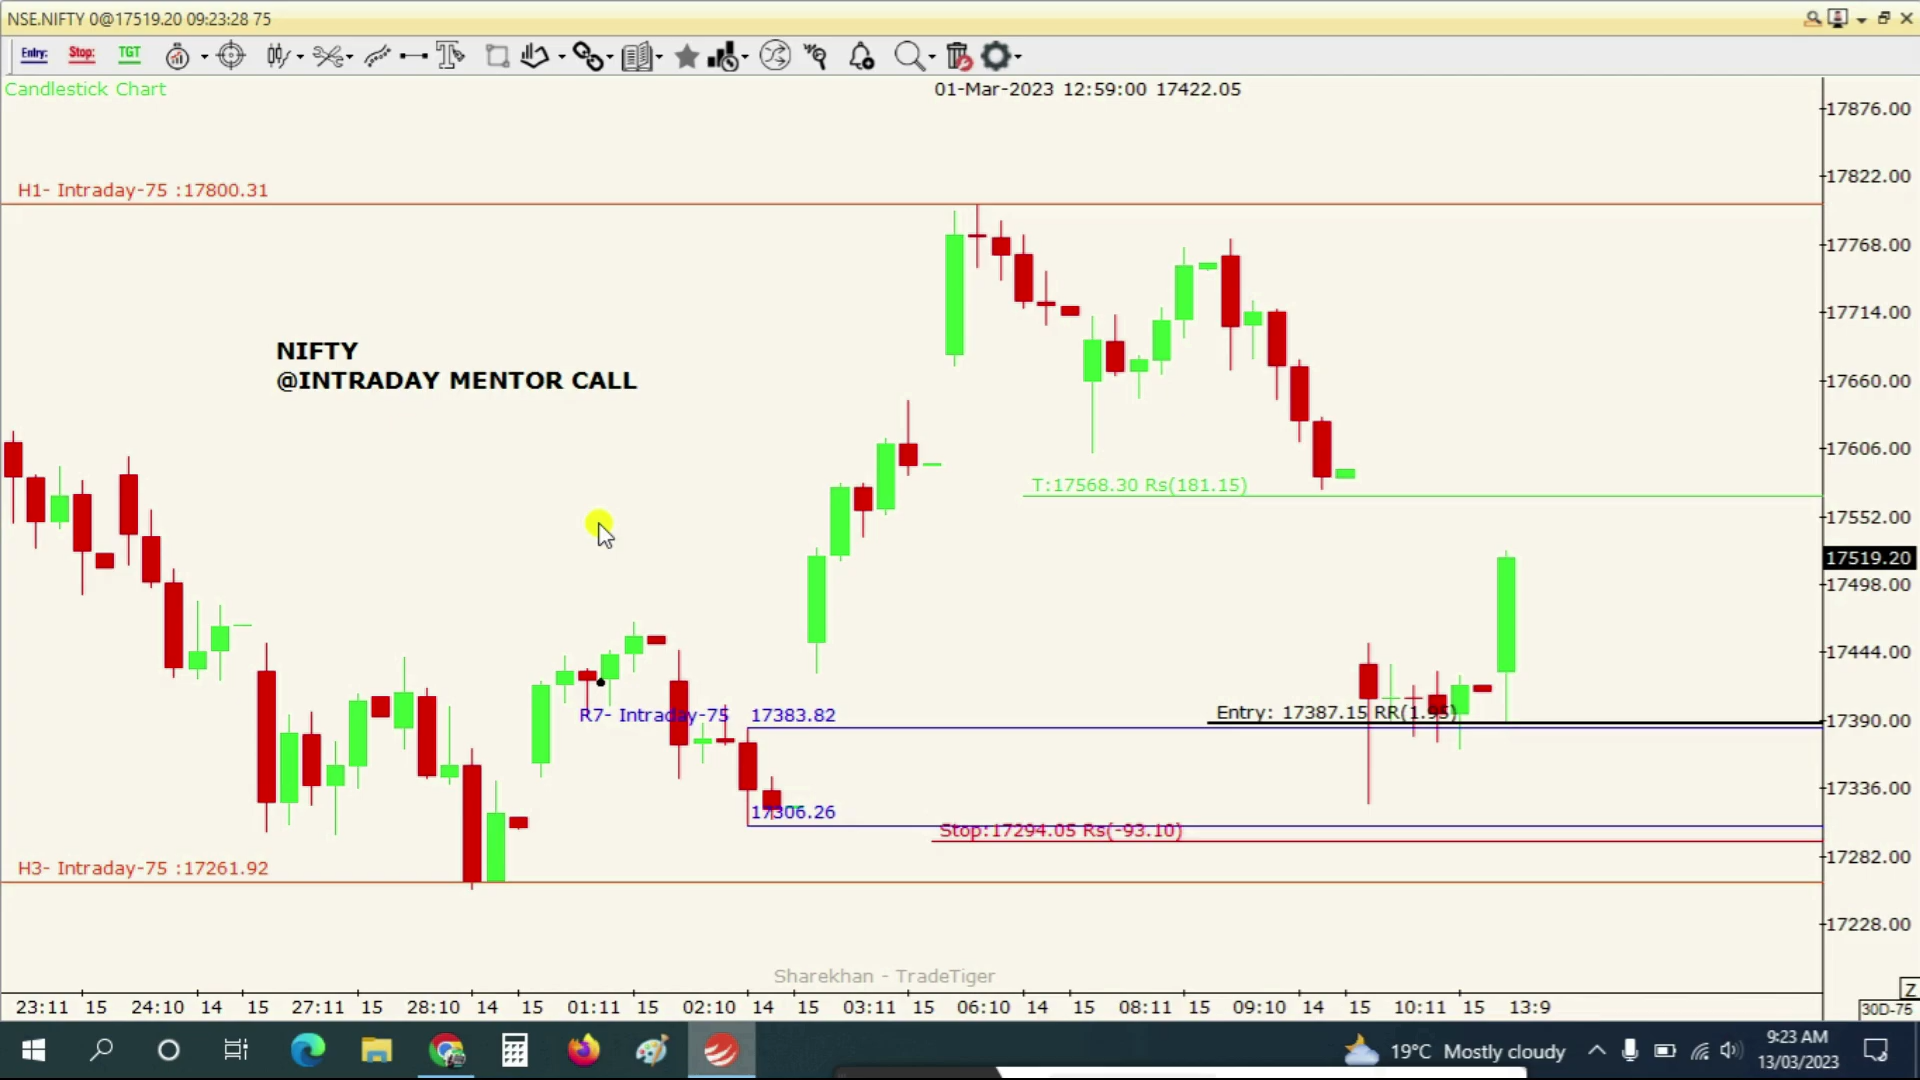 NSE.NIFTY 0@17519.20 09:23:28 75
Entry: Stop: TGT
Candlestick Chart
01-Mar-2023 12:59:00 17422.05
17876.00
17822.00
H1- Intraday-75 :17800.31
17768.00
17714.00
NIFTY
@INTRADAY MENTOR CALL
17660.00
17606.00
T:17568.30 Rs(181.15)
17552.00
17519.20
17498.00
17444.00
R7- Intraday-75 17383.82
Entry: 17387.15 RR(1.95)
17390.00
17336.00
17306.26
Stop:17294.05 Rs(-93.10)
17282.00
H3- Intraday-75 :17261.92
17228.00
Sharekhan - TradeTiger
Z
23:11 15 24:10 14 15 27:11 15 28:10 14 15 01:11 15 02:10 14 15 03:11 15 06:10 14 15 08:11 15 09:10 14 15 10:11 15 13:9
30D-75
19°C Mostly cloudy
9:23 AM
13/03/2023